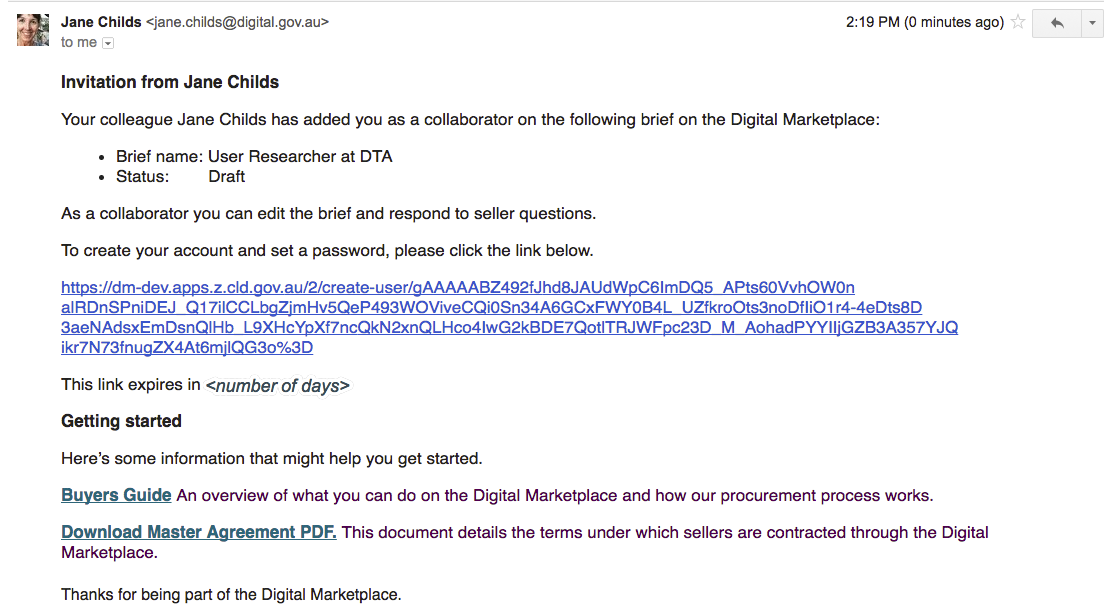 Jane Childs <jane.childs@digital.gov.au>
2:19 PM (0 minutes ago)
to me
Invitation from Jane Childs
Your colleague Jane Childs has added you as a collaborator on the following brief on the Digital Marketplace:
• Brief name: User Researcher at DTA
• Status: Draft
As a collaborator you can edit the brief and respond to seller questions.
To create your account and set a password, please click the link below.
https://dm-dev.apps.z.cld.gov.au/2/create-user/gAAAAABZ492fJhd8JAUdWpC6ImDQ5_APts60VvhOW0n
alRDnSPniDEJ_Q17ilCCLbgZjmHv5QeP493WOViveCQi0Sn34A6GCxFWY0B4L_UZfkroOts3noDfIiO1r4-4eDts8D
3aeNAdsxEmDsnQlHb_L9XHcYpXf7ncQkN2xnQLHco4IwG2kBDE7QotlTRJWFpc23D_M_AohadPYYIIjGZB3A357YJQ
ikr7N73fnugZX4At6mjlQG3o%3D
This link expires in <number of days>
Getting started
Here’s some information that might help you get started.
Buyers Guide An overview of what you can do on the Digital Marketplace and how our procurement process works.
Download Master Agreement PDF. This document details the terms under which sellers are contracted through the Digital
Marketplace.
Thanks for being part of the Digital Marketplace.